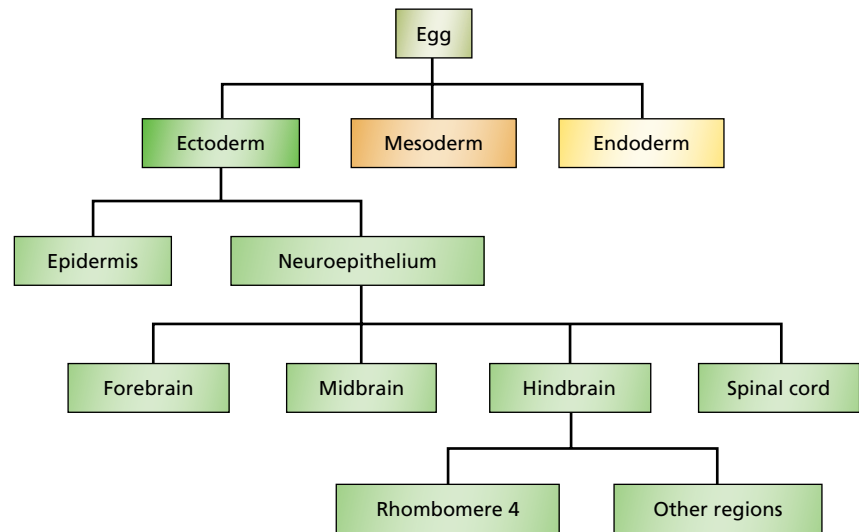 Egg
Ectoderm
Mesoderm
Endoderm
Epidermis
Neuroepithelium
Forebrain
Midbrain
Hindbrain
Spinal cord
Rhombomere 4
Other regions